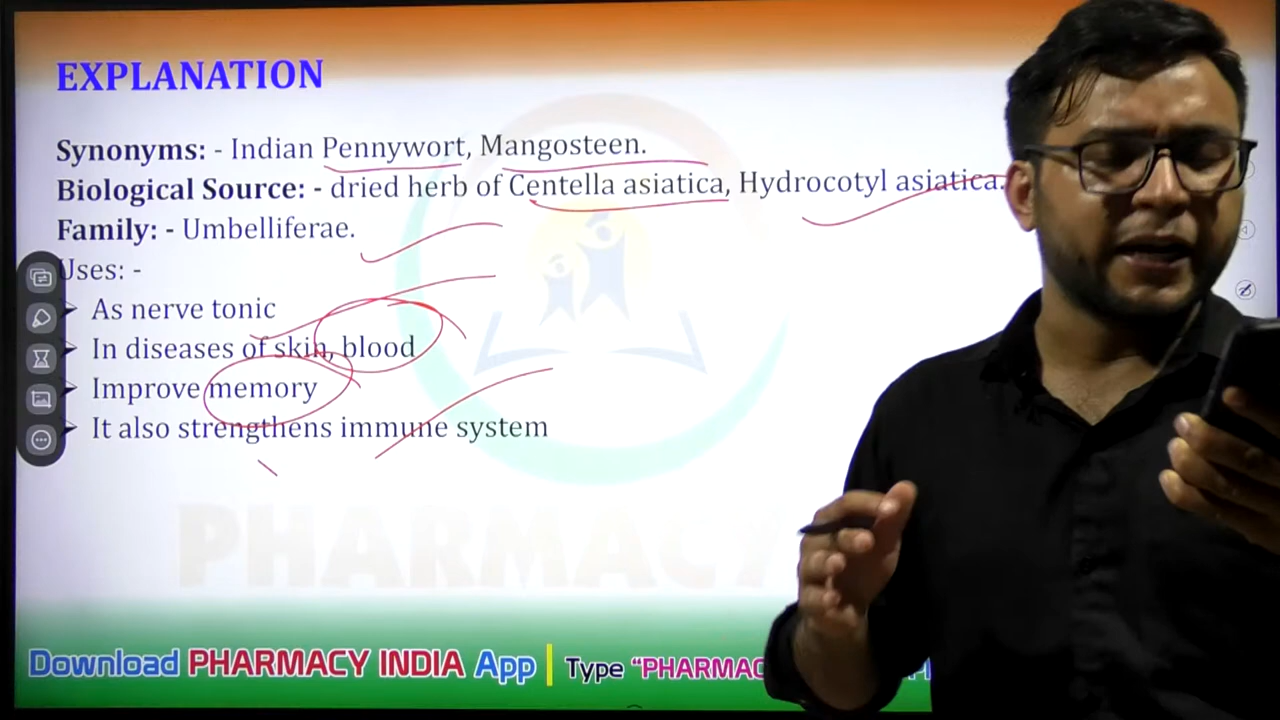 EXPLANATION
Synonyms: - Indian Pennywort, Mangosteen.
Biological Source: - dried herb of Centella asiatica, Hydrocotyl asiatica.
Family: - Umbelliferae.
Uses: -
➤ As nerve tonic
➤ In diseases of skin, blood
➤ Improve memory
➤ It also strengthens immune system
PHARMACY
Download PHARMACY INDIA App | Type “PHARMAC